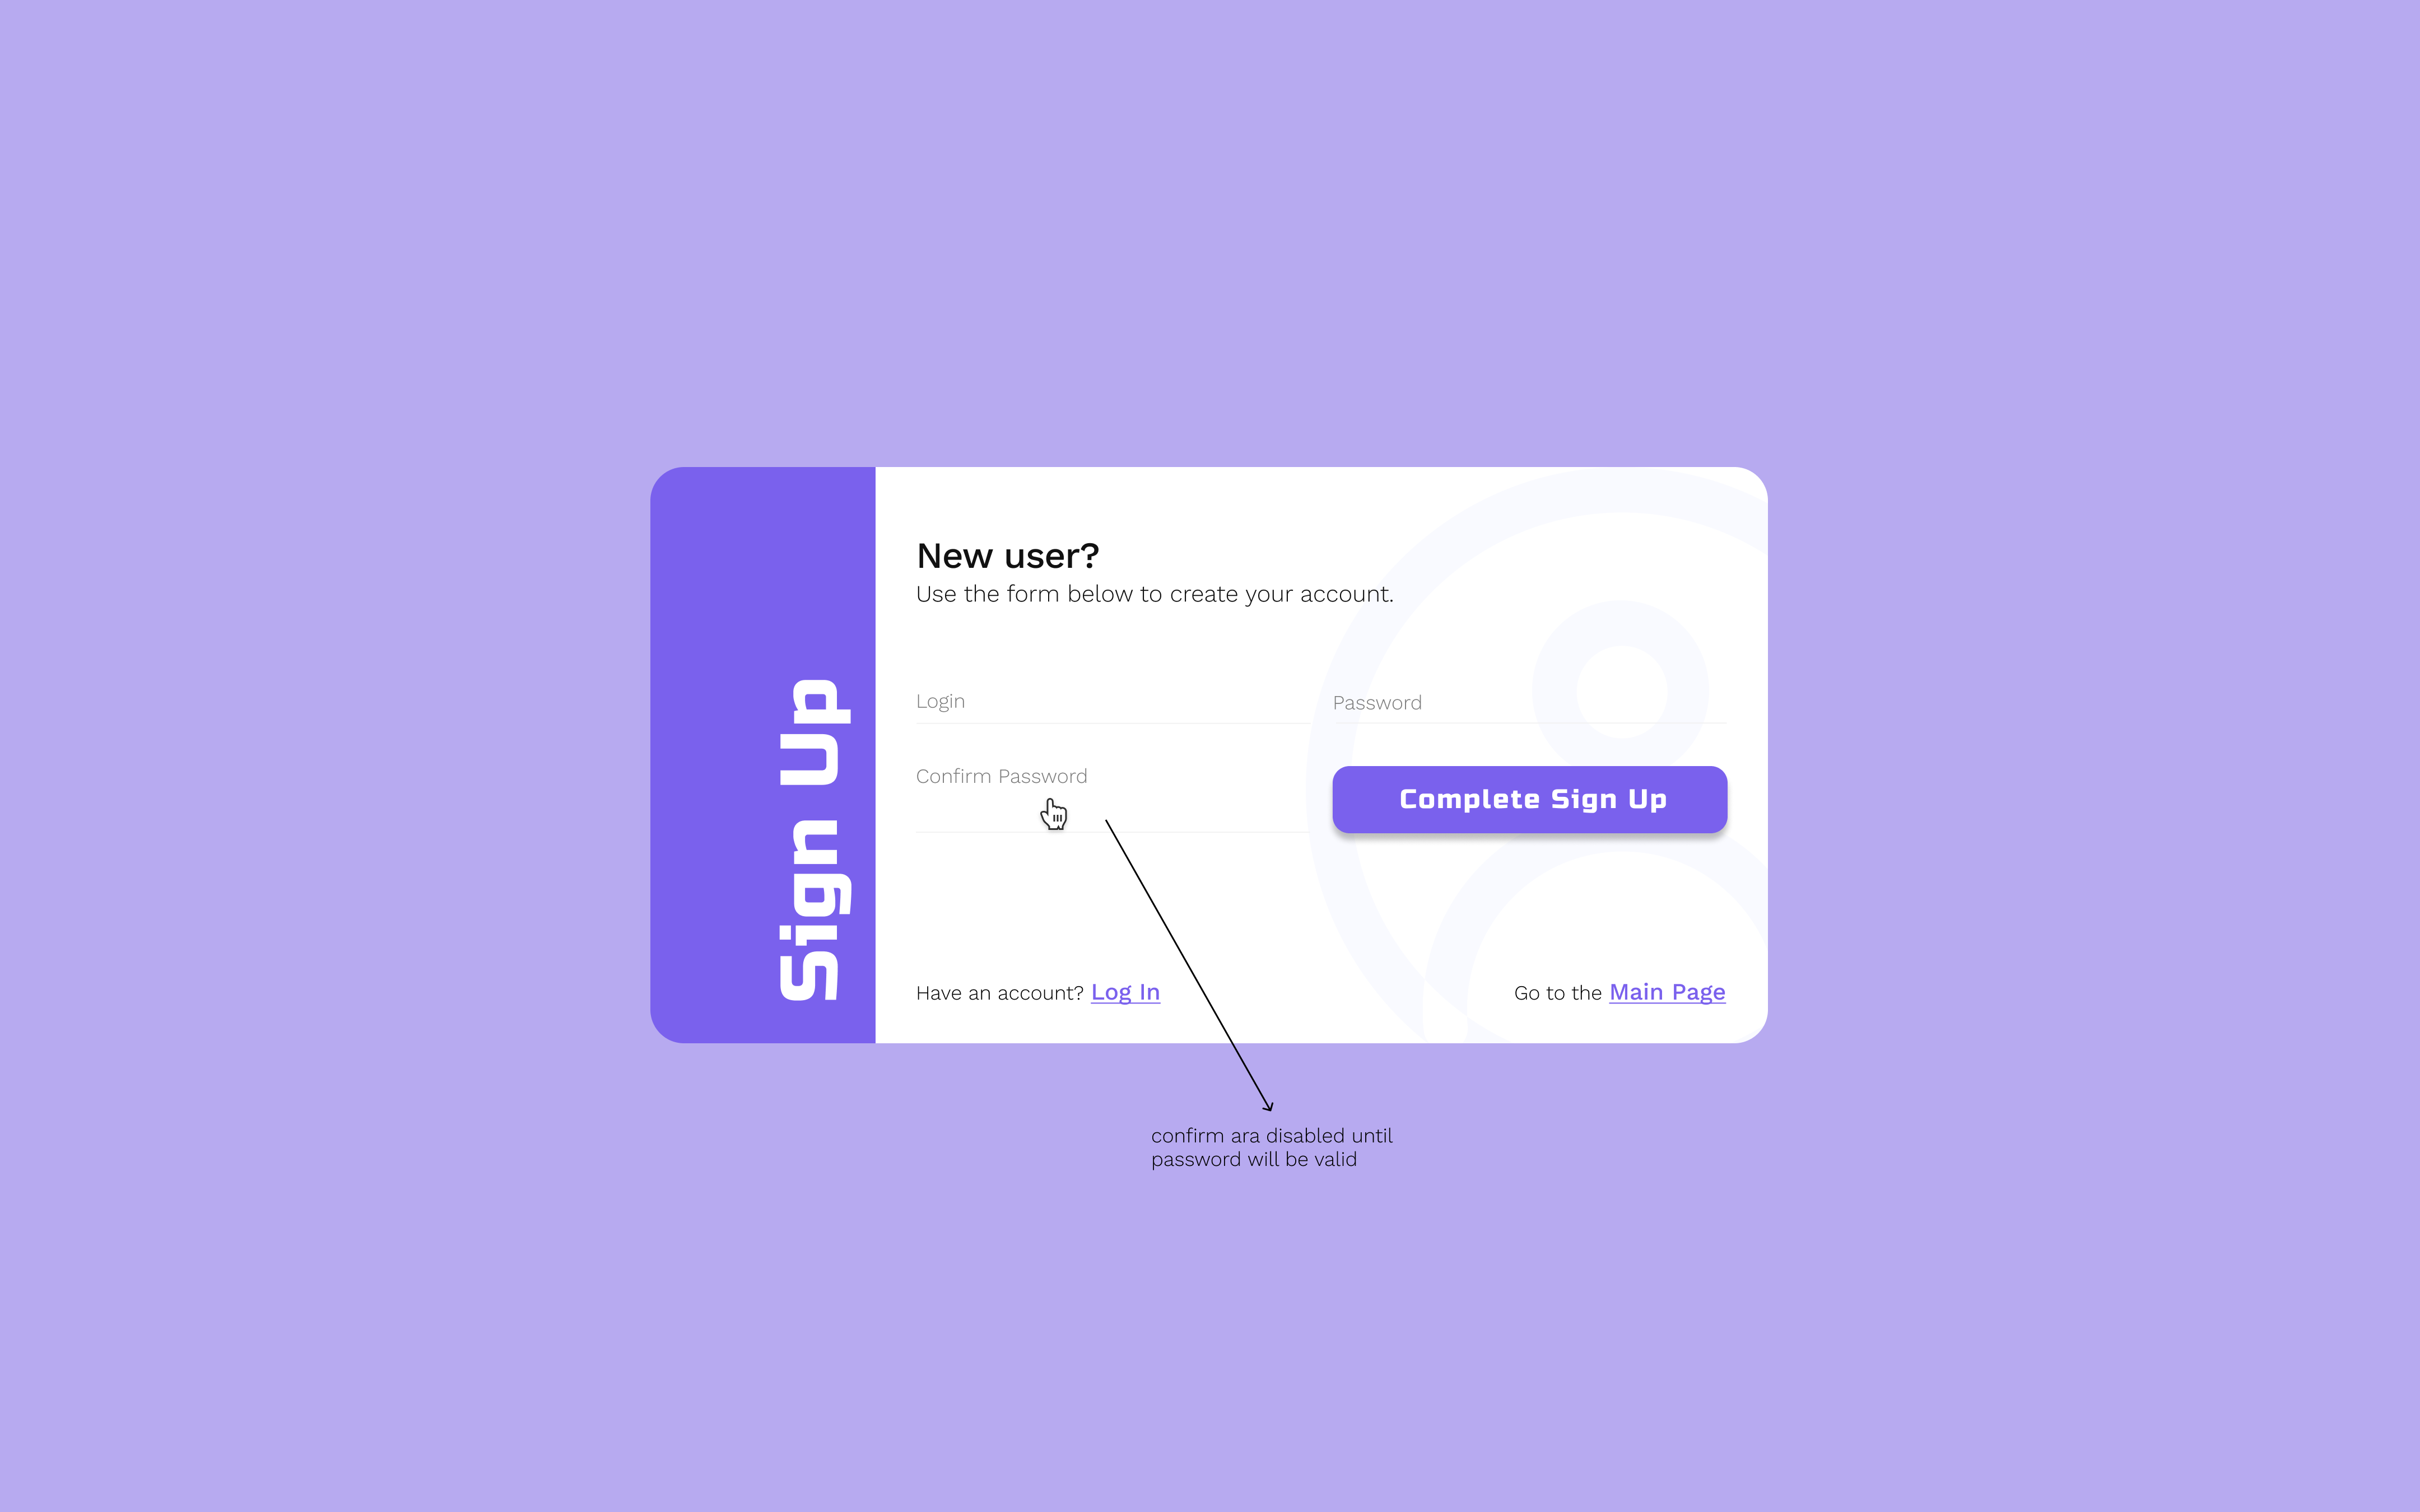 Sign Up
New user?
Use the form below to create your account.
Login
Password
Confirm Password
Complete Sign Up
Have an account? Log In
Go to the Main Page
confirm ara disabled until
password will be valid